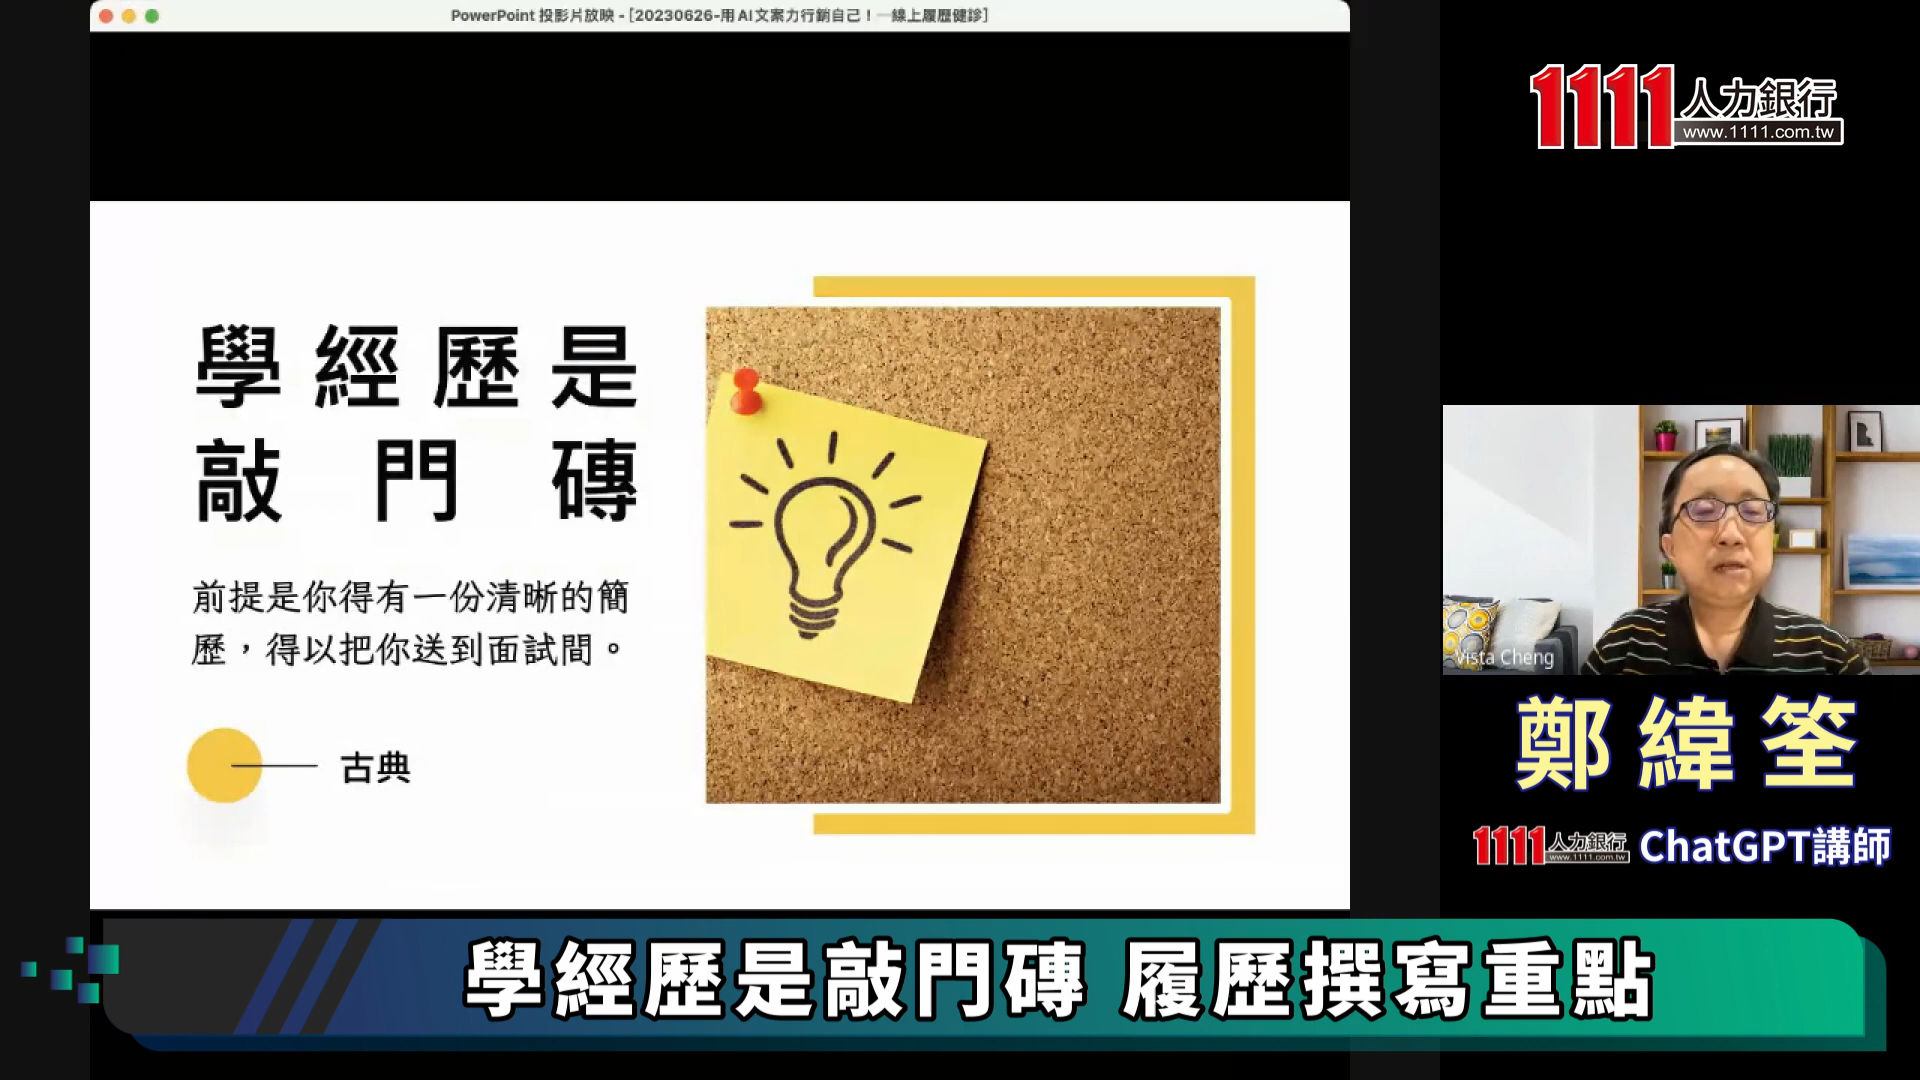 PowerPoint 投影片放映 - [20230626-用AI文案力行銷自己！—線上履歷健診]
1111人力銀行
www.1111.com.tw
學經歷是
敲門磚
前提是你得有一份清晰的簡
歷，得以把你送到面試間。
古典
Vista Cheng
鄭緯筌
1111人力銀行 ChatGPT講師
www.1111.com.tw
學經歷是敲門磚 履歷撰寫重點